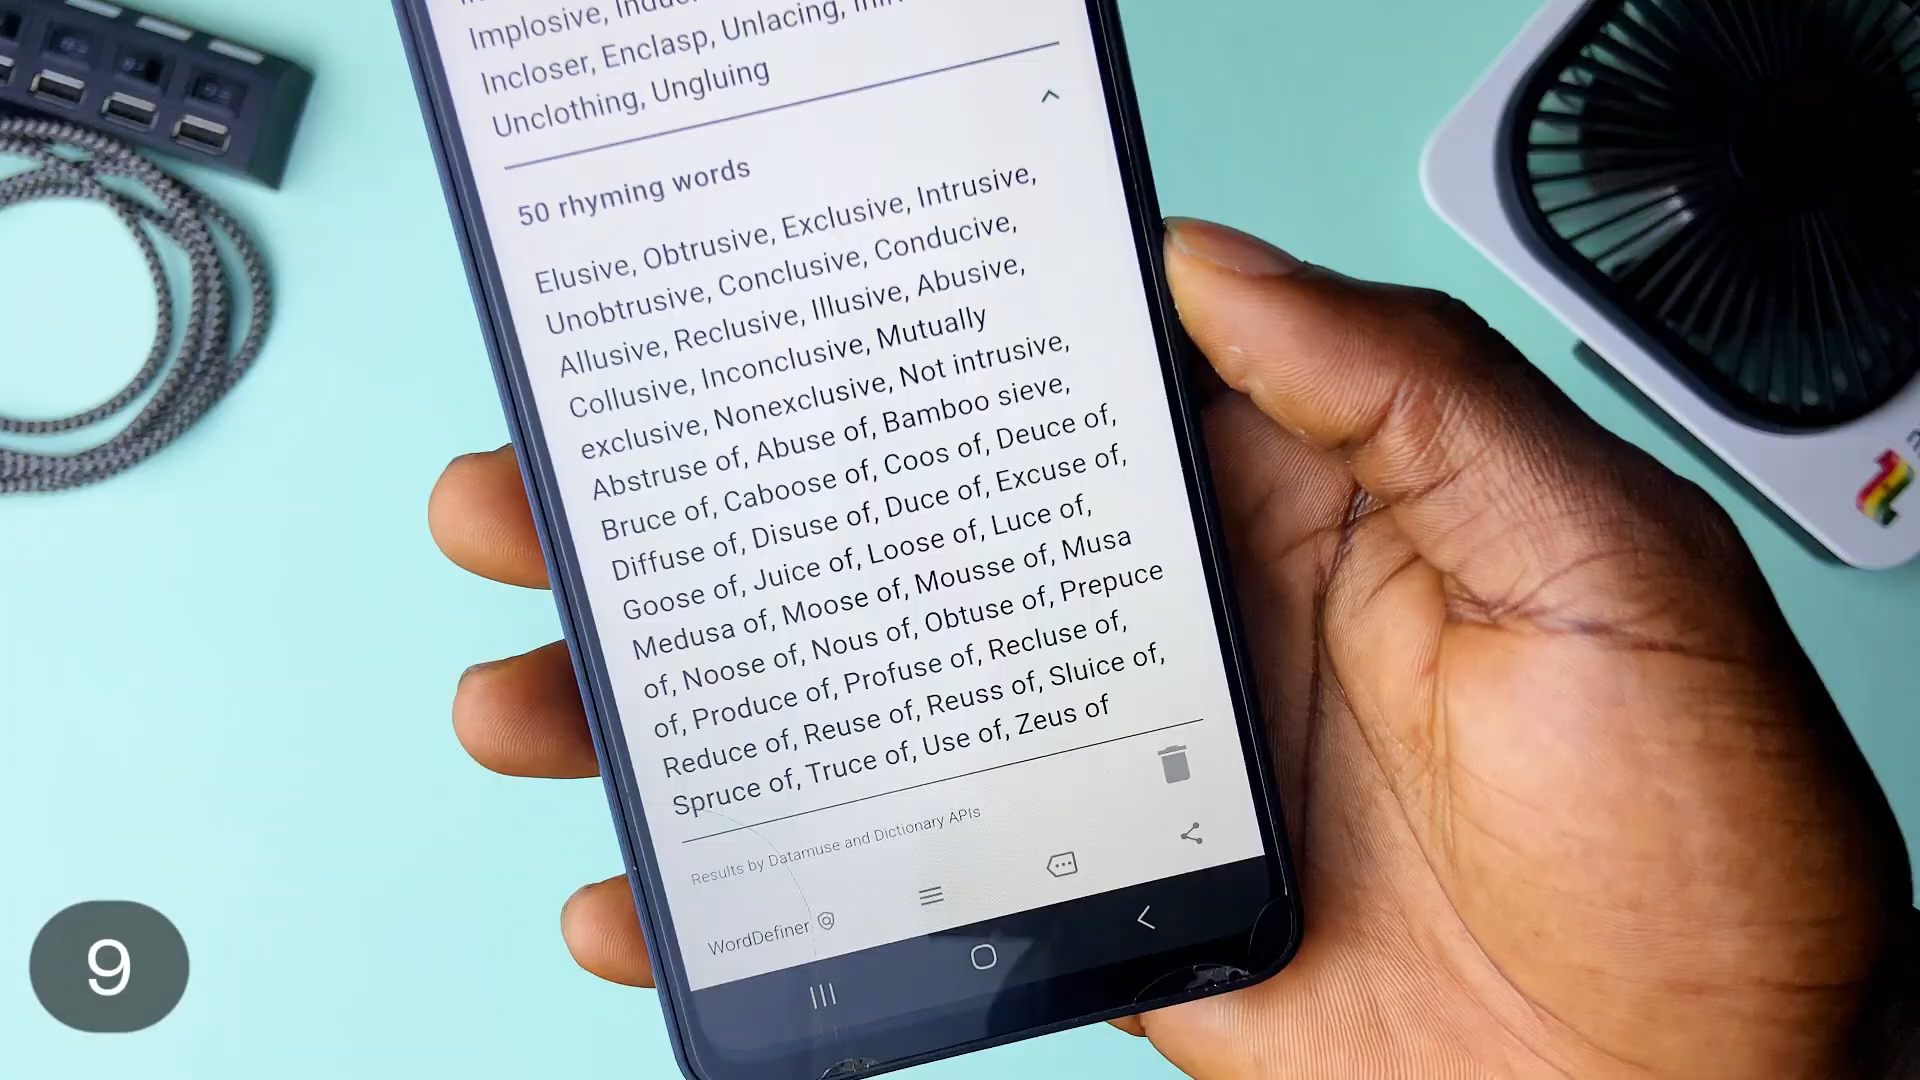 Implosive,
Incloser, Enclasp, Unlacing,
Unclothing, Ungluing
50 rhyming words
Elusive, Obtrusive, Exclusive, Intrusive,
Unobtrusive, Conclusive, Conducive,
Allusive, Reclusive, Illusive, Abusive,
Collusive, Inconclusive, Mutually
exclusive, Nonexclusive, Not intrusive,
Abstruse of, Abuse of, Bamboo sieve,
Bruce of, Caboose of, Coos of, Deuce of,
Diffuse of, Disuse of, Duce of, Excuse of,
Goose of, Juice of, Loose of, Luce of,
Medusa of, Moose of, Mousse of, Musa
of, Noose of, Nous of, Obtuse of, Prepuce
of, Produce of, Profuse of, Recluse of,
Reduce of, Reuse of, Reuss of, Sluice of,
Spruce of, Truce of, Use of, Zeus of
Results by Datamuse and Dictionary APIs
WordDefiner
9